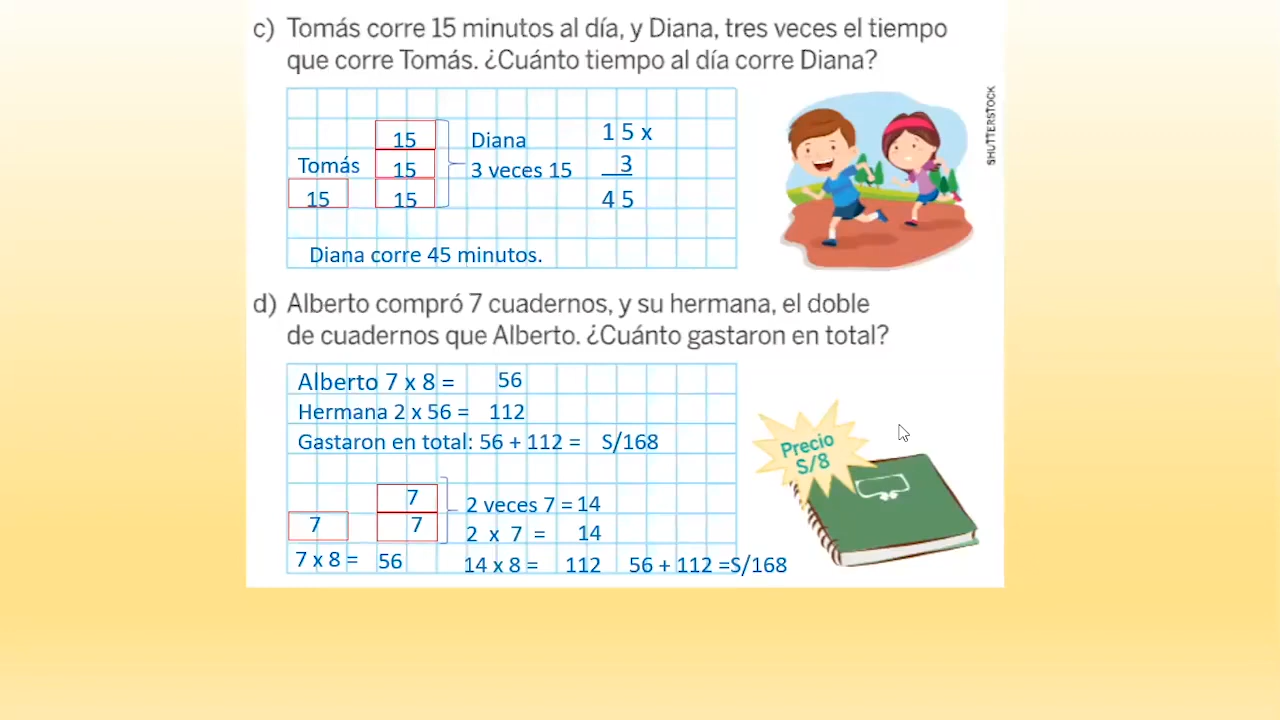 c) Tomás corre 15 minutos al día, y Diana, tres veces el tiempo
que corre Tomás. ¿Cuánto tiempo al día corre Diana?
15 Diana 1 5 x
Tomás 15 3 veces 15 3
15 15 4 5
Diana corre 45 minutos.
SHUTTERSTOCK
d) Alberto compró 7 cuadernos, y su hermana, el doble
de cuadernos que Alberto. ¿Cuánto gastaron en total?
Alberto 7 x 8 = 56
Hermana 2 x 56 = 112
Gastaron en total: 56 + 112 = S/168
Precio
S/8
7 2 veces 7 = 14
7 7 2 x 7 = 14
7 x 8 = 56 14 x 8 = 112 56 + 112 =S/168